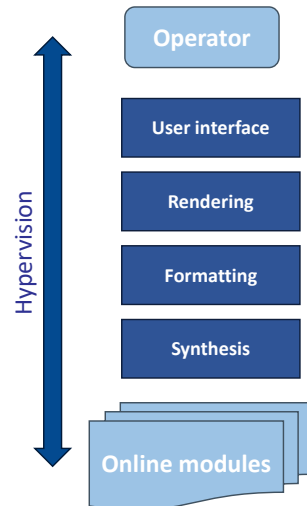 Operator
User interface
Rendering
Formatting
Synthesis
Online modules
Hypervision